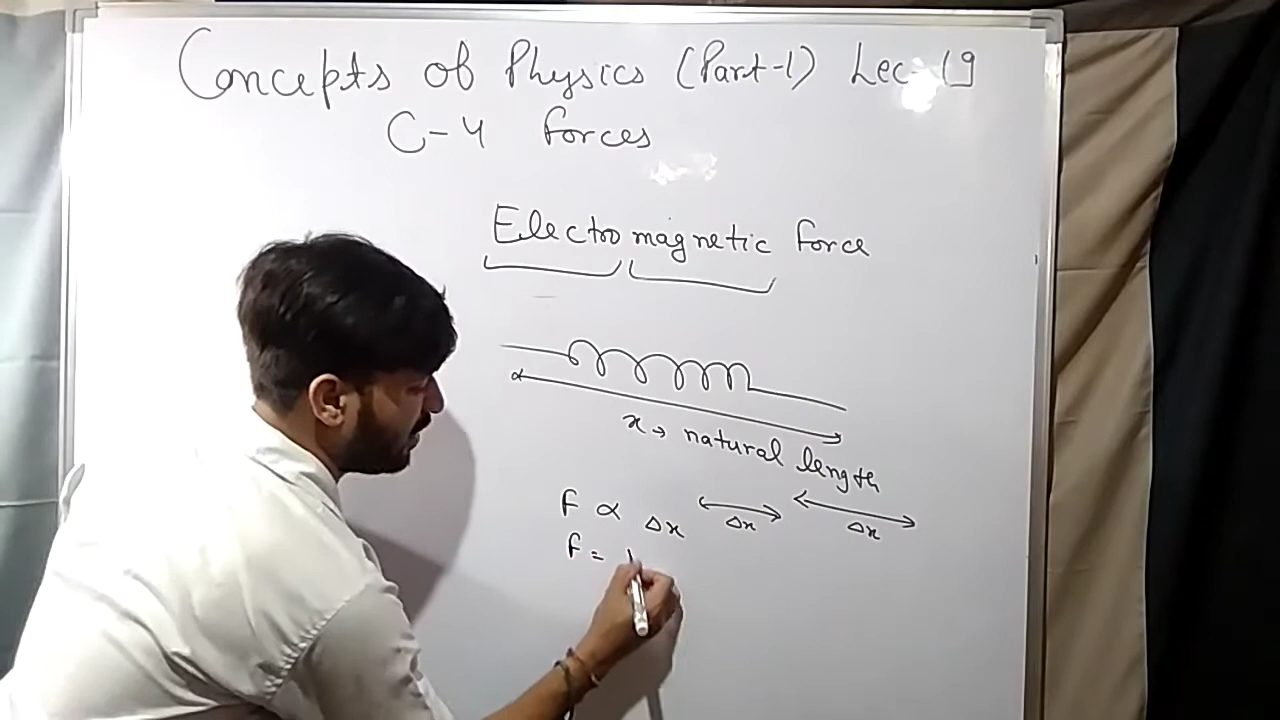 Concepts of Physics (Part-1) Lec-19
C-4 forces
Electromagnetic force
x → natural length
F ∝ Δx
Δx
Δx
F =